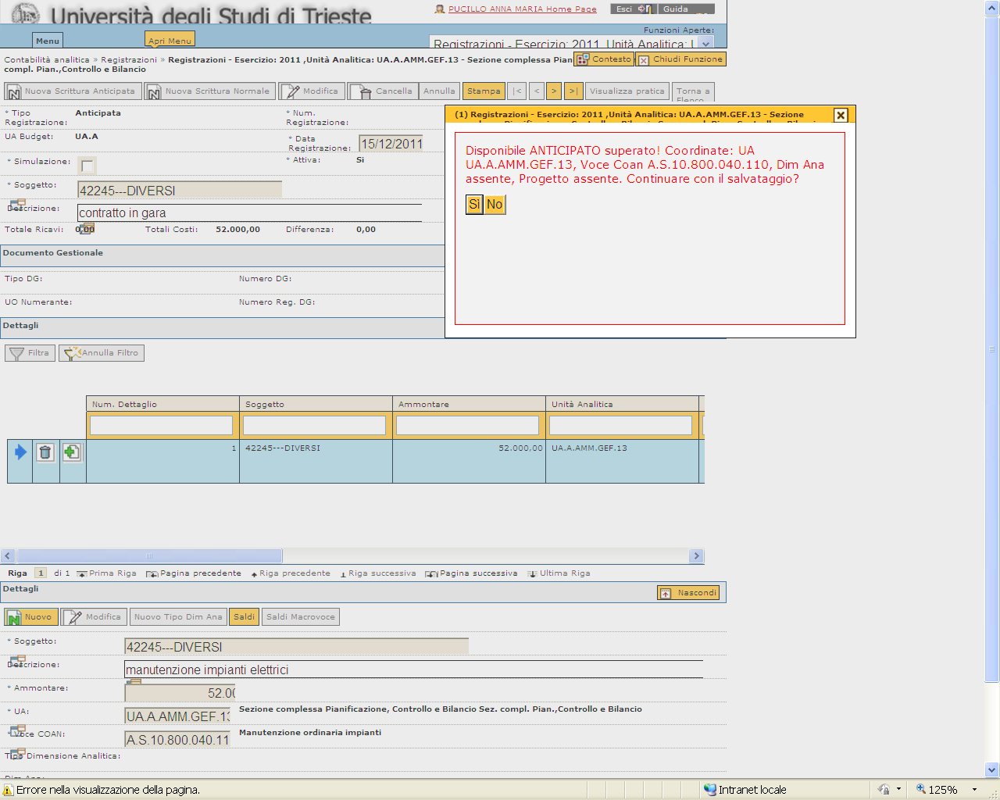 Università degli Studi di Trieste
PUCILLO ANNA MARIA Home Page
Esci
Guida
Funzioni Aperte:
Menu
Apri Menu
Registrazioni - Esercizio: 2011 ,Unità Analitica: U
Contabilità analitica » Registrazioni » Registrazioni - Esercizio: 2011 ,Unità Analitica: UA.A.AMM.GEF.13 - Sezione complessa Pian
compl. Pian.,Controllo e Bilancio
Contesto
Chiudi Funzione
Nuova Scrittura Anticipata
Nuova Scrittura Normale
Modifica
Cancella
Annulla
Stampa
|<
<
>
>|
Visualizza pratica
Torna a
Elenco
* Tipo
Registrazione:
Anticipata
* Num.
Registrazione:
UA Budget:
UA.A
* Data
Registrazione:
15/12/2011
* Simulazione:
* Attiva:
Si
* Soggetto:
42245---DIVERSI
Descrizione:
contratto in gara
Totale Ricavi:
0,00
Totali Costi:
52.000,00
Differenza:
0,00
Documento Gestionale
Tipo DG:
Numero DG:
UO Numerante:
Numero Reg. DG:
Dettagli
(1) Registrazioni - Esercizio: 2011 ,Unità Analitica: UA.A.AMM.GEF.13 - Sezione
Disponibile ANTICIPATO superato! Coordinate: UA
UA.A.AMM.GEF.13, Voce Coan A.S.10.800.040.110, Dim Ana
assente, Progetto assente. Continuare con il salvataggio?
Si
No
Filtra
Annulla Filtro
Num. Dettaglio
Soggetto
Ammontare
Unità Analitica
1
42245---DIVERSI
52.000,00
UA.A.AMM.GEF.13
Riga 1 di 1
Prima Riga
Pagina precedente
Riga precedente
Riga successiva
Pagina successiva
Ultima Riga
Dettagli
Nascondi
Nuovo
Modifica
Nuovo Tipo Dim Ana
Saldi
Saldi Macrovoce
* Soggetto:
42245---DIVERSI
Descrizione:
manutenzione impianti elettrici
* Ammontare:
52.00
* UA:
UA.A.AMM.GEF.13
Sezione complessa Pianificazione, Controllo e Bilancio Sez. compl. Pian.,Controllo e Bilancio
* Voce COAN:
A.S.10.800.040.11
Manutenzione ordinaria impianti
Tipo Dimensione Analitica:
Dim Ana:
Errore nella visualizzazione della pagina.
Intranet locale
125%